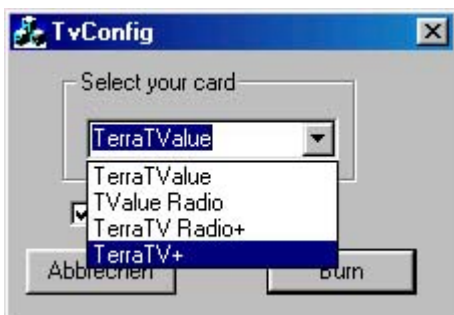 TvConfig
Select your card
TerraTValue
TerraTValue
TValue Radio
TerraTV Radio+
TerraTV+
Abbrechen
Burn